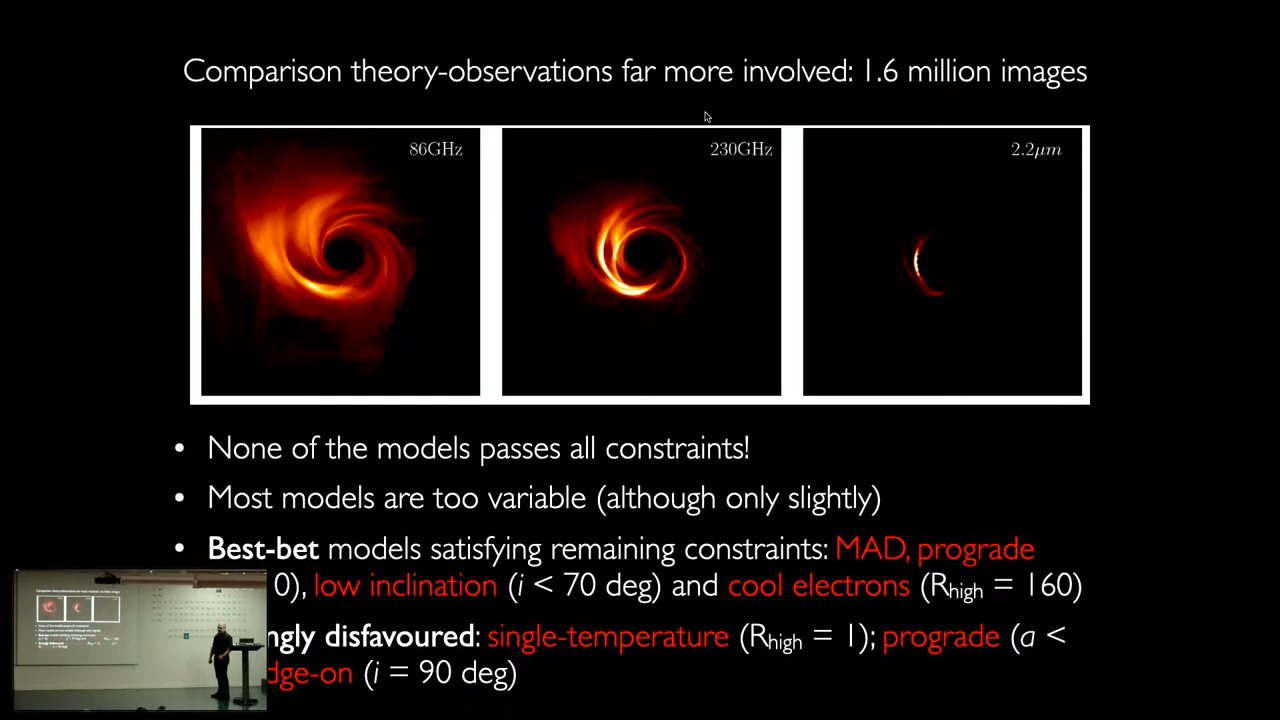 Comparison theory-observations far more involved: 1.6 million images
86GHz
230GHz
2.2μm
• None of the models passes all constraints!
• Most models are too variable (although only slightly)
• Best-bet models satisfying remaining constraints: MAD, prograde
0), low inclination (i < 70 deg) and cool electrons (Rhigh = 160)
ngly disfavoured: single-temperature (Rhigh = 1); prograde (a <
dge-on (i = 90 deg)